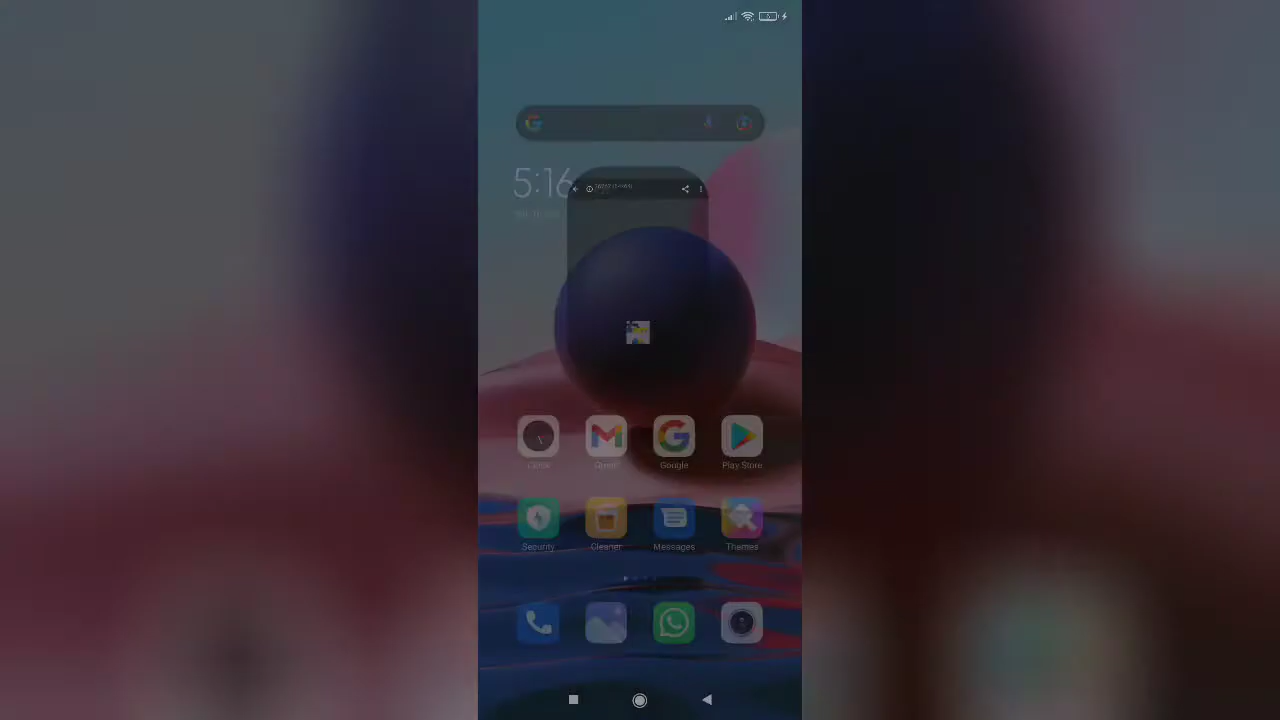 5:16
Clock
Gmail
Google
Play Store
Security
Cleaner
Messages
Themes